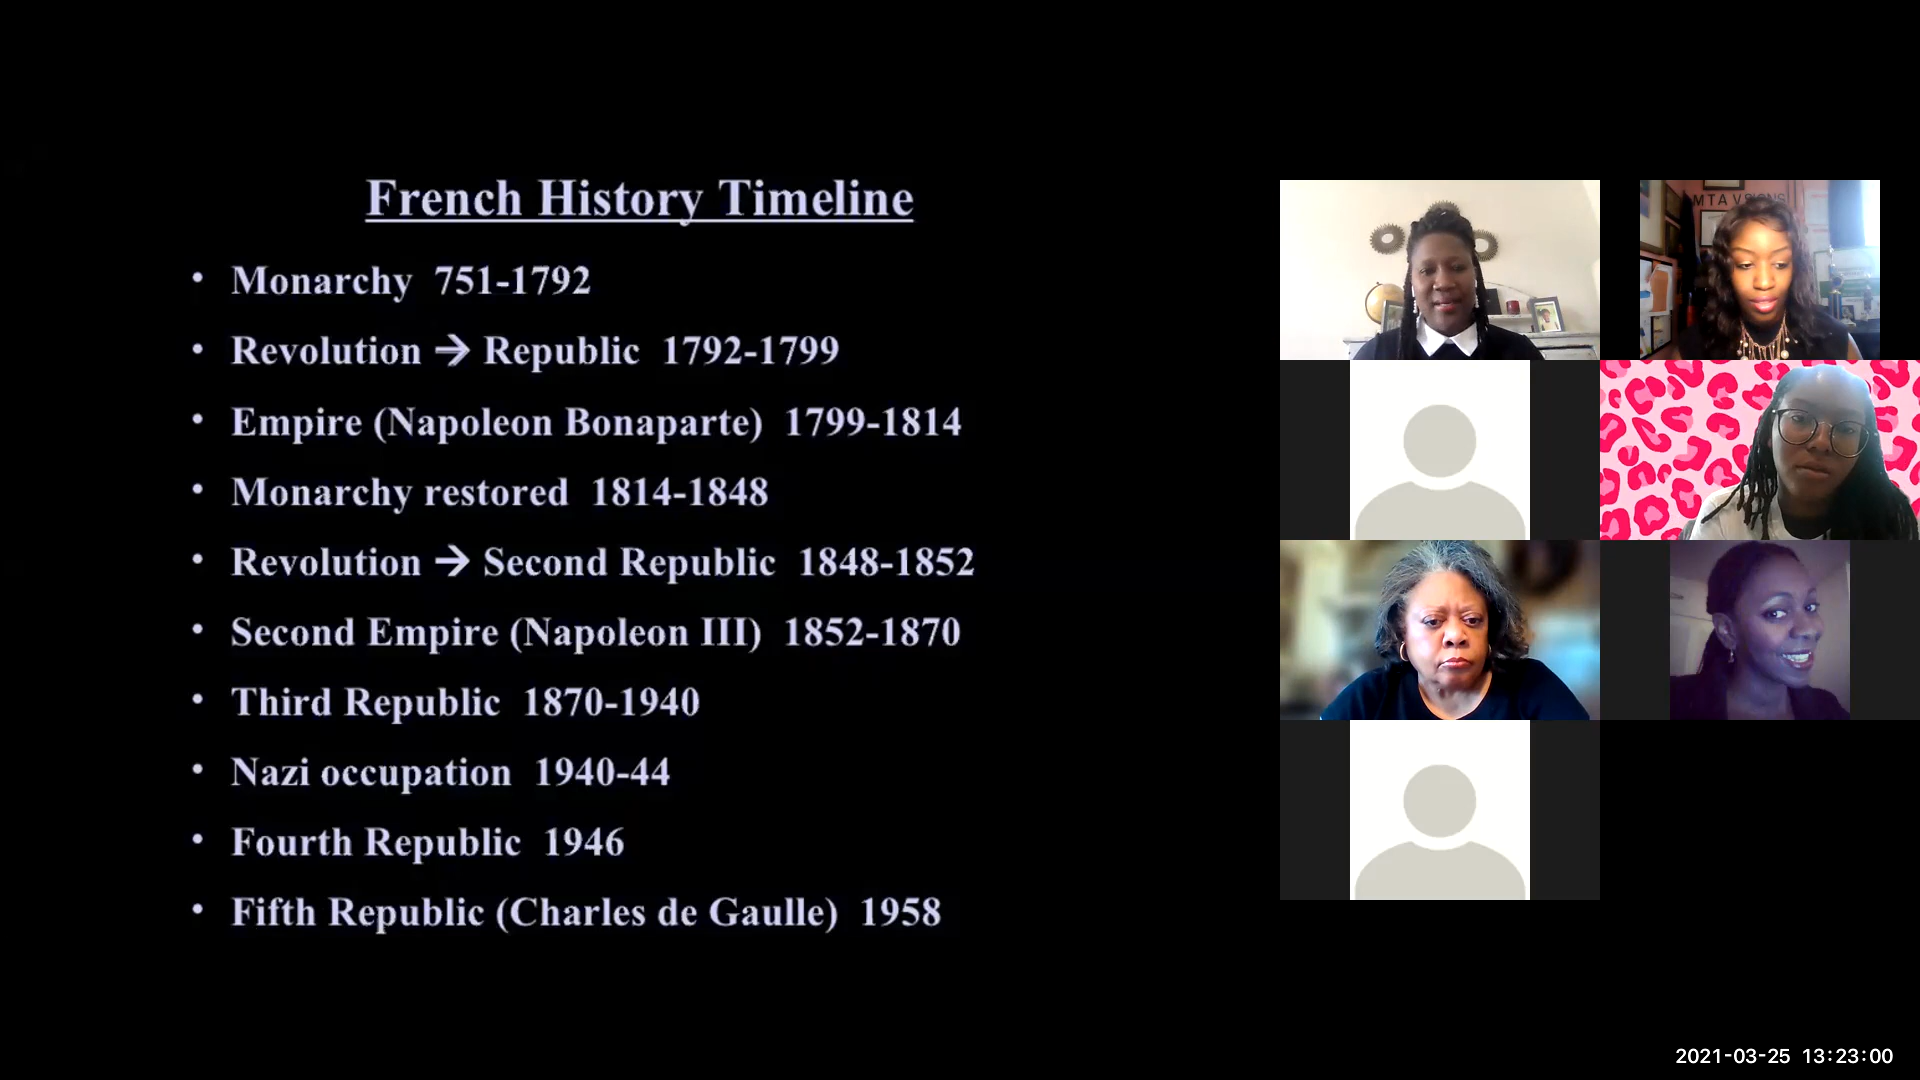 French History Timeline
• Monarchy 751-1792
• Revolution → Republic 1792-1799
• Empire (Napoleon Bonaparte) 1799-1814
• Monarchy restored 1814-1848
• Revolution → Second Republic 1848-1852
• Second Empire (Napoleon III) 1852-1870
• Third Republic 1870-1940
• Nazi occupation 1940-44
• Fourth Republic 1946
• Fifth Republic (Charles de Gaulle) 1958
MTA VISIONS
2021-03-25 13:23:00